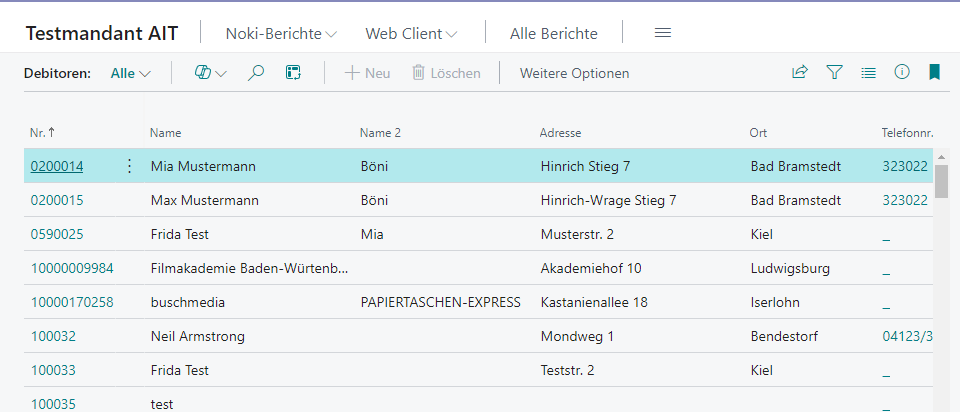 Testmandant AIT Noki-Berichte Web Client Alle Berichte
Debitoren: Alle Neu Löschen Weitere Optionen
Nr. ↑ Name Name 2 Adresse Ort Telefonnr.
0200014 Mia Mustermann Böni Hinrich Stieg 7 Bad Bramstedt 323022
0200015 Max Mustermann Böni Hinrich-Wrage Stieg 7 Bad Bramstedt 323022
0590025 Frida Test Mia Musterstr. 2 Kiel _
10000009984 Filmakademie Baden-Würtenb... Akademiehof 10 Ludwigsburg _
10000170258 buschmedia PAPIERTASCHEN-EXPRESS Kastanienallee 18 Iserlohn _
100032 Neil Armstrong Mondweg 1 Bendestorf 04123/3
100033 Frida Test Teststr. 2 Kiel _
100035 test _